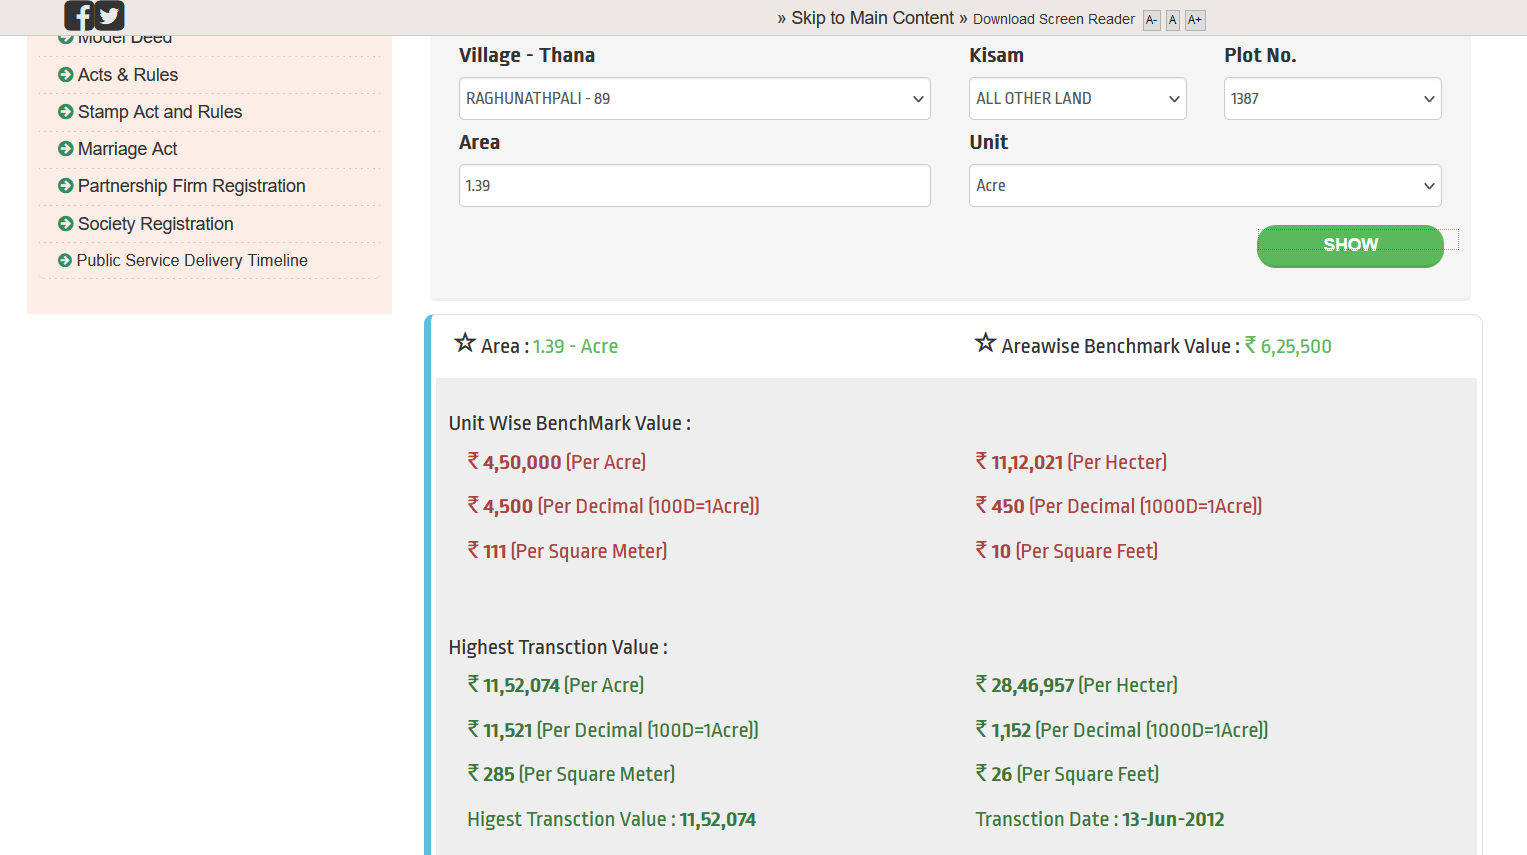 » Skip to Main Content » Download Screen Reader A- A A+
Model Deed
Acts & Rules
Stamp Act and Rules
Marriage Act
Partnership Firm Registration
Society Registration
Public Service Delivery Timeline
Village - Thana Kisam Plot No.
RAGHUNATHPALI - 89 ALL OTHER LAND 1387
Area Unit
1.39 Acre
SHOW
Area : 1.39 - Acre Areawise Benchmark Value : ₹ 6,25,500
Unit Wise BenchMark Value :
₹ 4,50,000 (Per Acre) ₹ 11,12,021 (Per Hecter)
₹ 4,500 (Per Decimal (100D=1Acre)) ₹ 450 (Per Decimal (1000D=1Acre))
₹ 111 (Per Square Meter) ₹ 10 (Per Square Feet)
Highest Transction Value :
₹ 11,52,074 (Per Acre) ₹ 28,46,957 (Per Hecter)
₹ 11,521 (Per Decimal (100D=1Acre)) ₹ 1,152 (Per Decimal (1000D=1Acre))
₹ 285 (Per Square Meter) ₹ 26 (Per Square Feet)
Higest Transction Value : 11,52,074 Transction Date : 13-Jun-2012